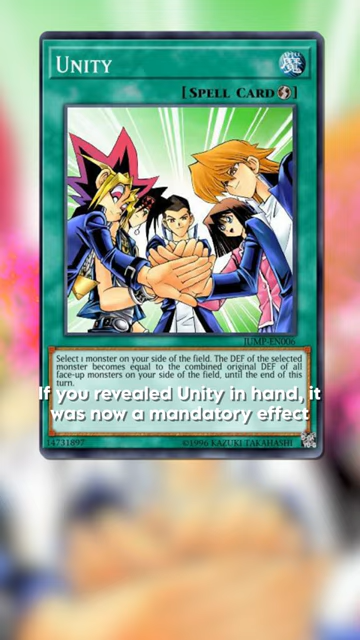 UNITY
[SPELL CARD]
JUMP-EN006
Select 1 monster on your side of the field. The DEF of the selected
monster becomes equal to the combined original DEF of all
face-up monsters on your side of the field, until the end of this
turn.
If you revealed Unity in hand, it
was now a mandatory effect
14731897
©1996 KAZUKI TAKAHASHI